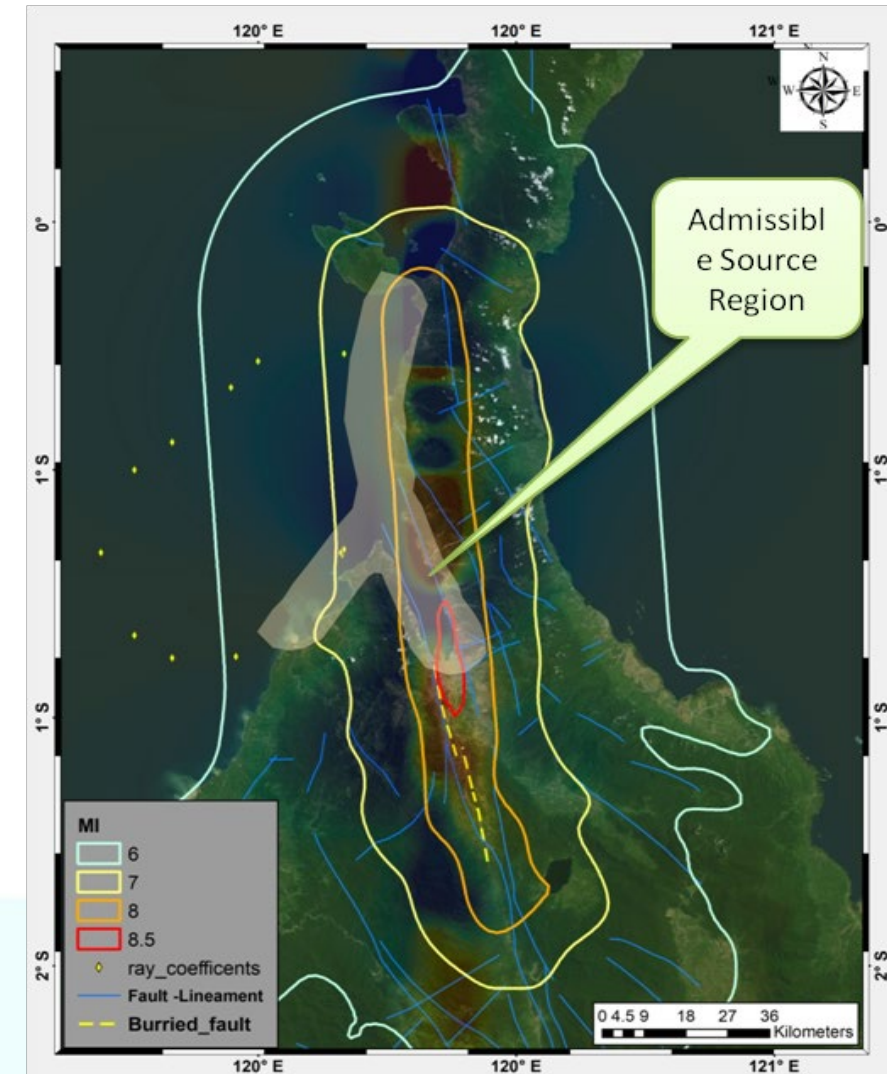 120° E 120° E 121° E
N
W E
S
Admissibl
e Source
Region
0° 0°
1° S 1° S
1° S 1° S
2° S 2° S
MI
6
7
8
8.5
ray_coefficents
Fault -Lineament
Burried_fault
0 4.5 9 18 27 36
Kilometers
120° E 120° E 121° E